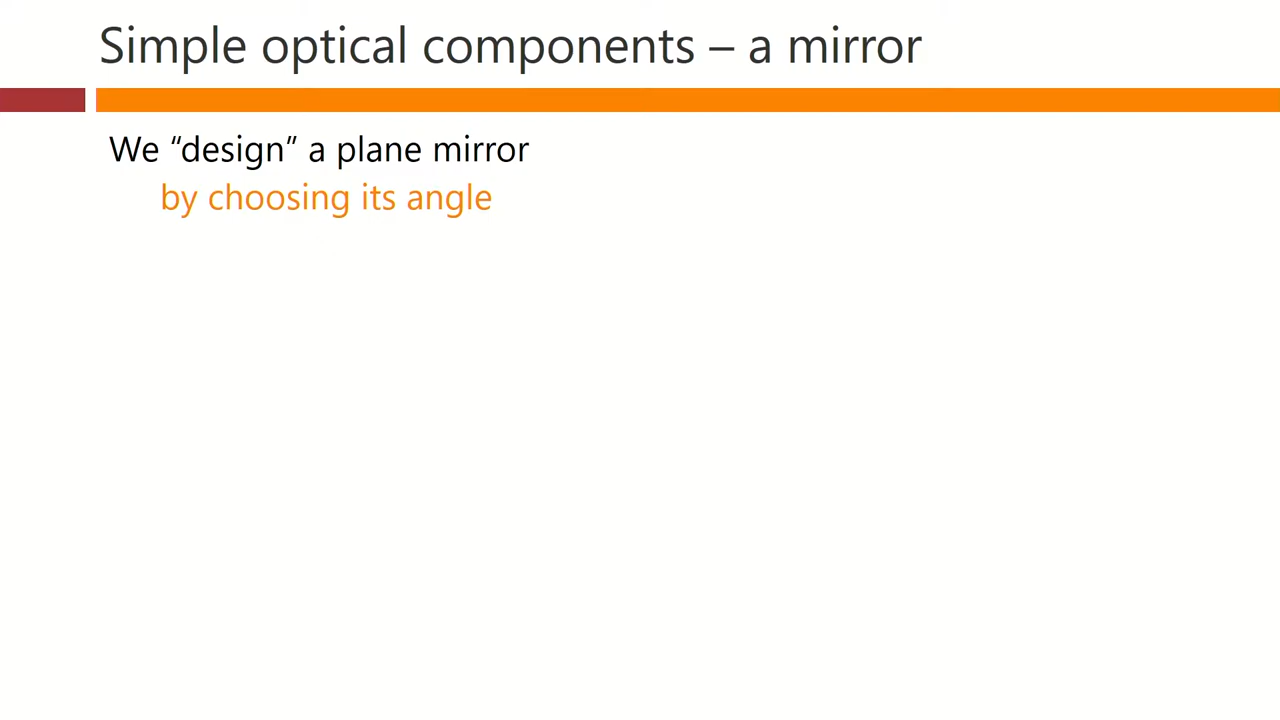 Simple optical components – a mirror
We “design” a plane mirror
by choosing its angle